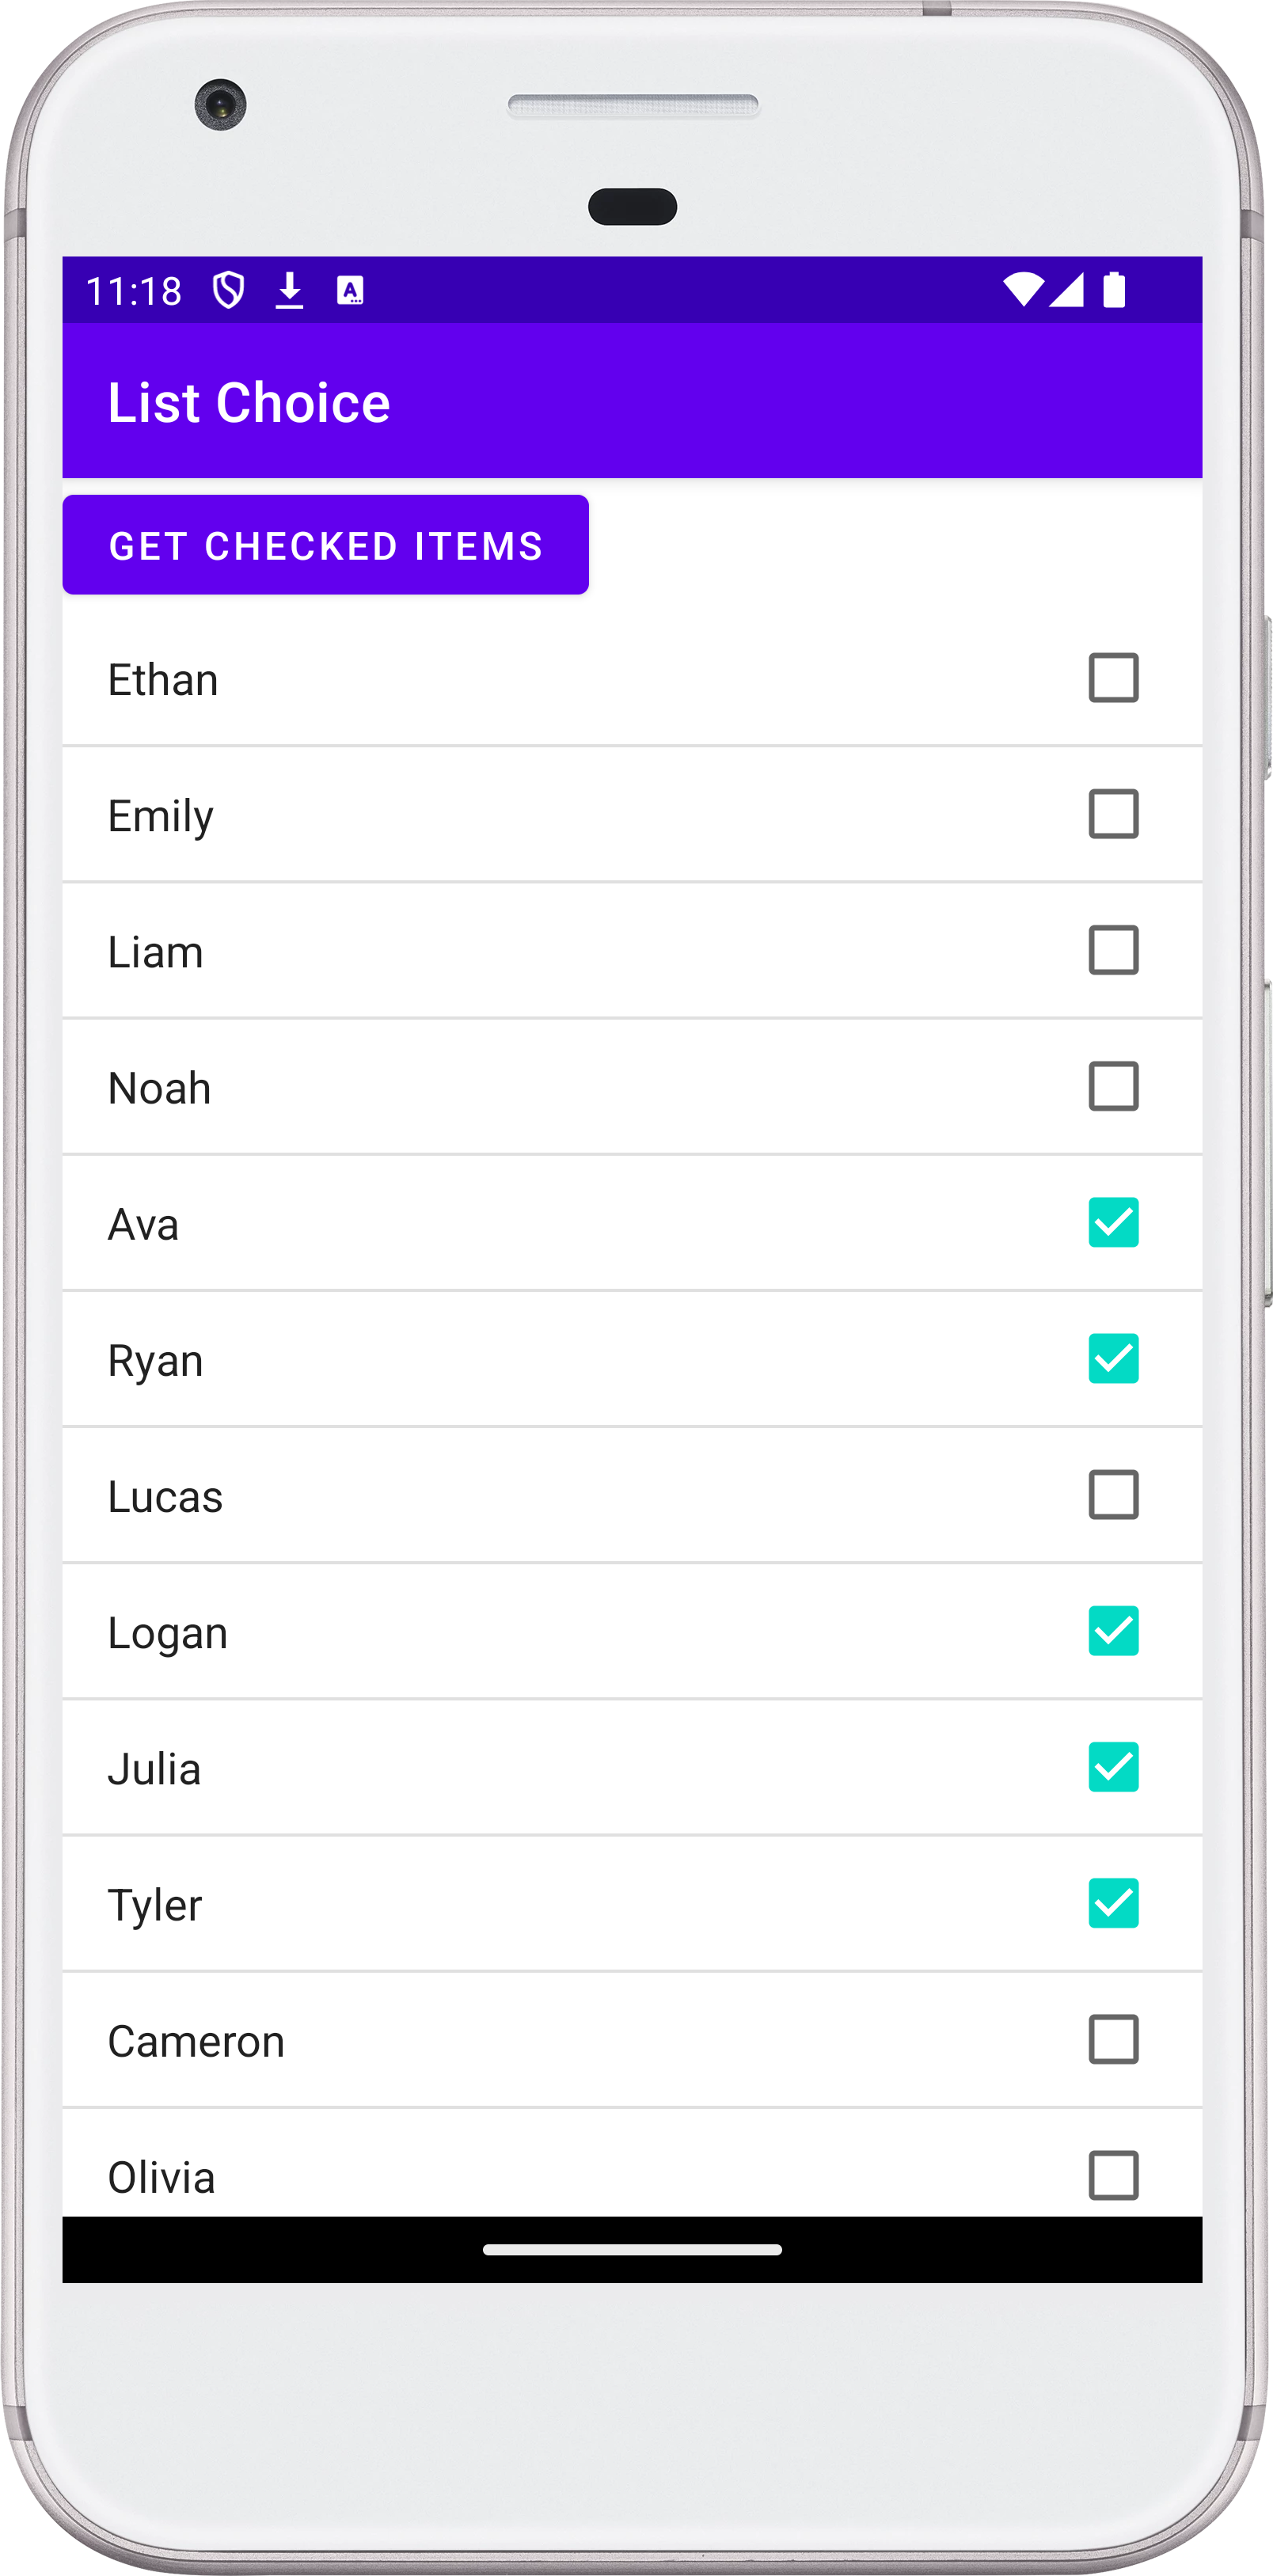 11:18
List Choice
GET CHECKED ITEMS
Ethan
Emily
Liam
Noah
Ava
Ryan
Lucas
Logan
Julia
Tyler
Cameron
Olivia